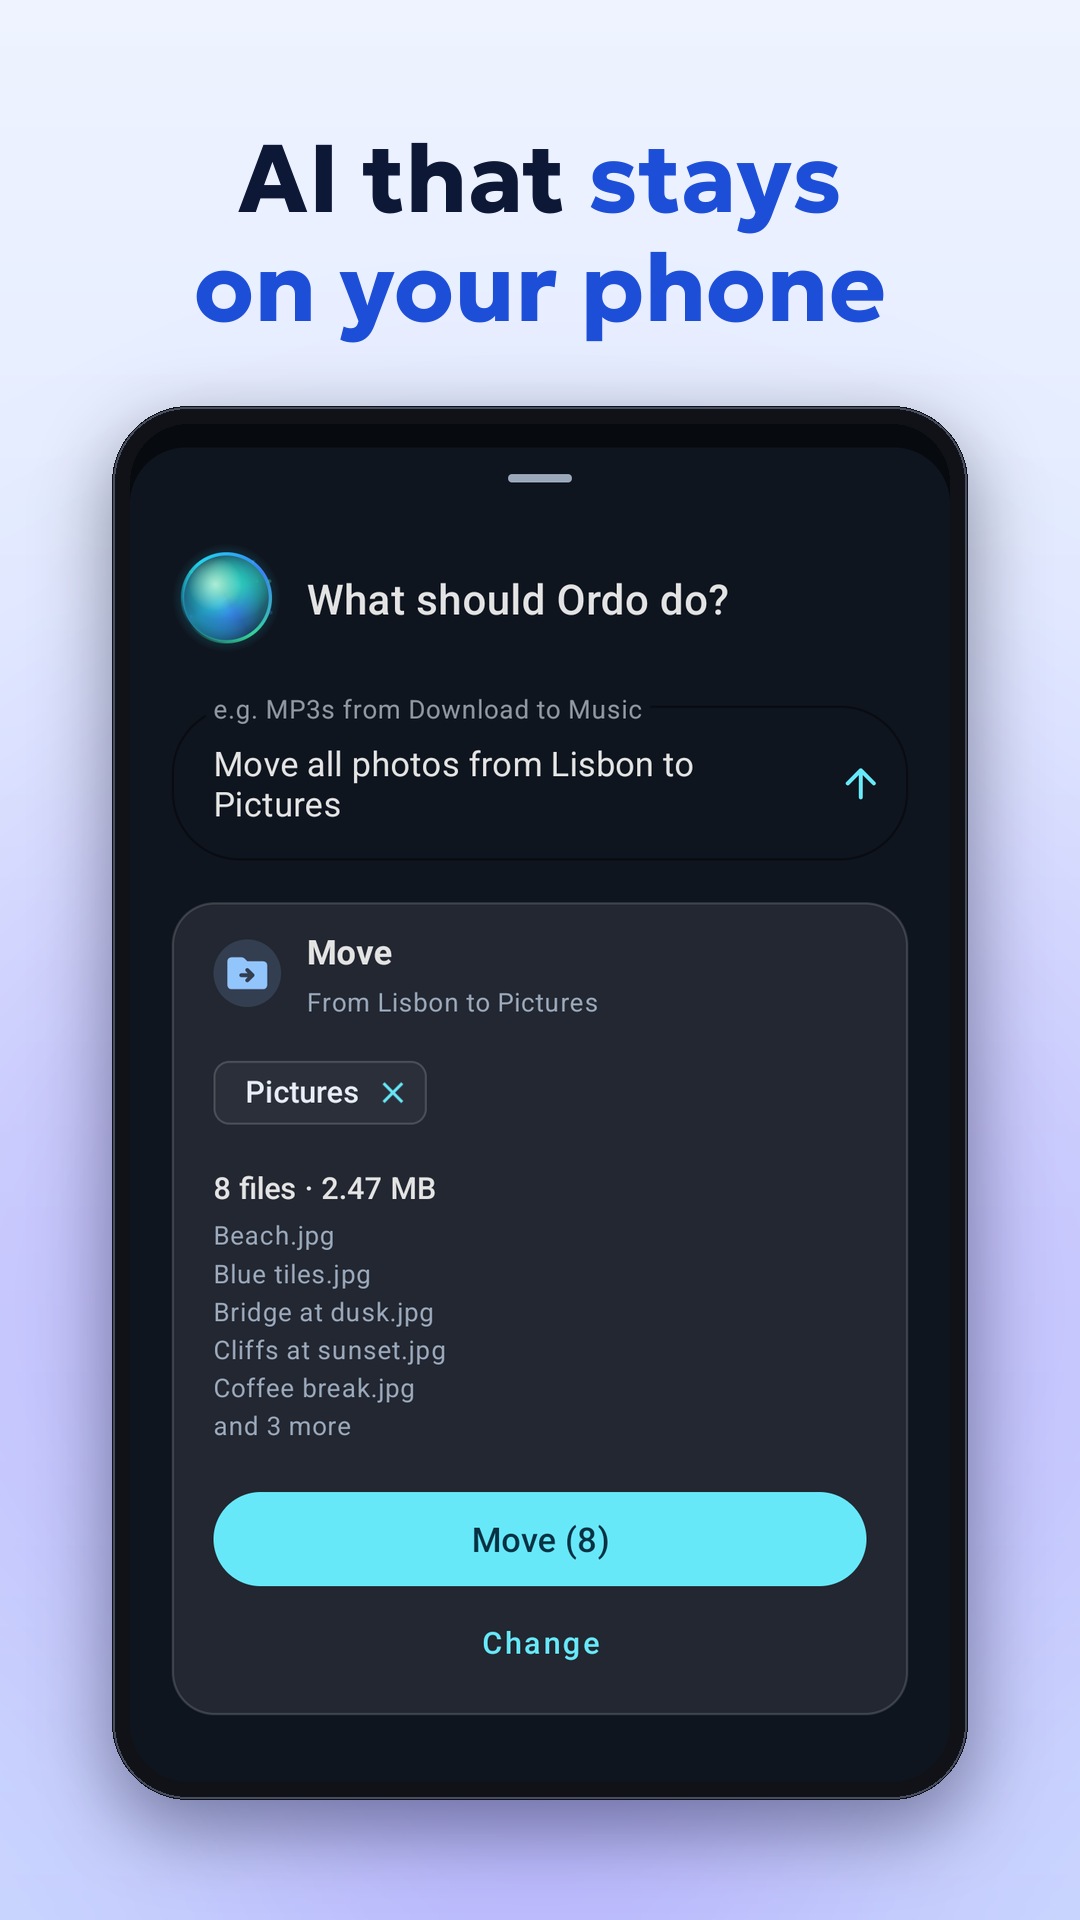 AI that stays
on your phone
What should Ordo do?
e.g. MP3s from Download to Music
Move all photos from Lisbon to
Pictures
Move
From Lisbon to Pictures
Pictures
8 files · 2.47 MB
Beach.jpg
Blue tiles.jpg
Bridge at dusk.jpg
Cliffs at sunset.jpg
Coffee break.jpg
and 3 more
Move (8)
Change